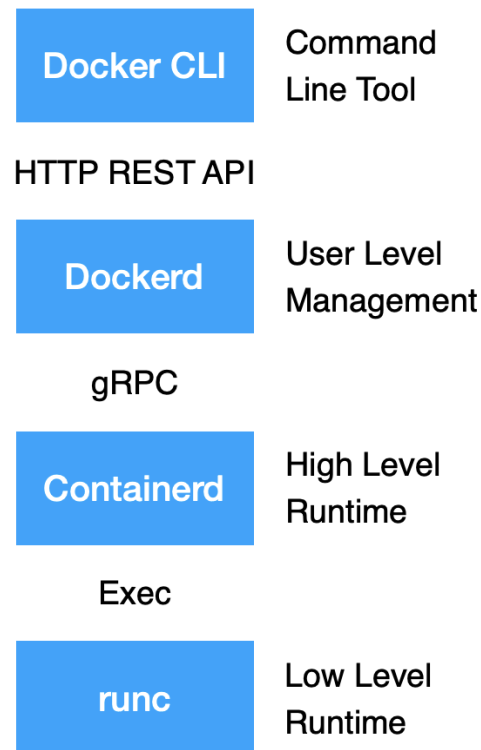 Docker CLI
Command
Line Tool
HTTP REST API
Dockerd
User Level
Management
gRPC
Containerd
High Level
Runtime
Exec
runc
Low Level
Runtime